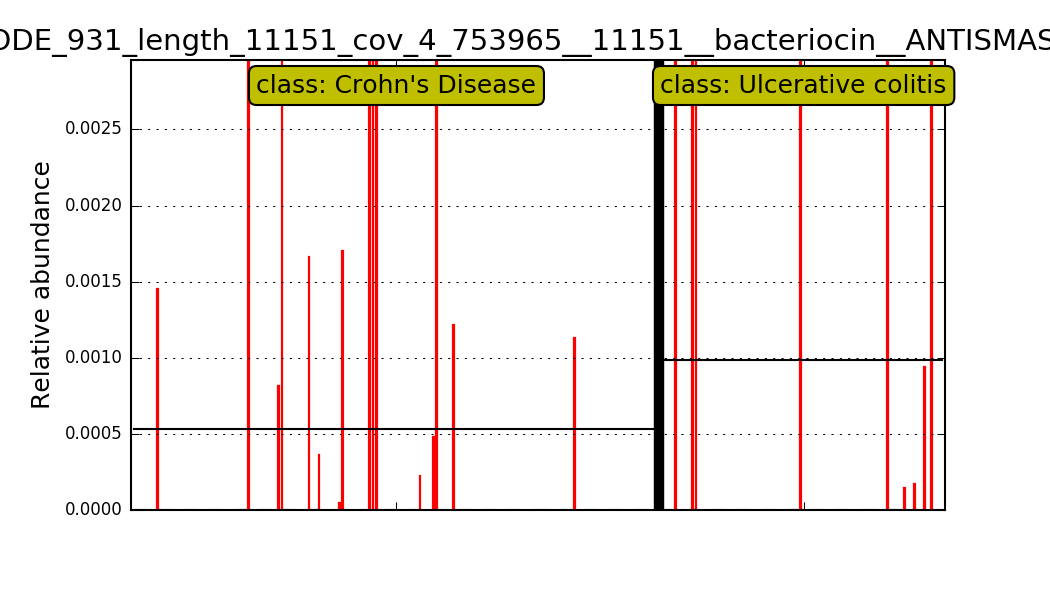 ODE_931_length_11151_cov_4_753965__11151__bacteriocin__ANTISMAS
class: Crohn's Disease
class: Ulcerative colitis
Relative abundance
0.0025
0.0020
0.0015
0.0010
0.0005
0.0000